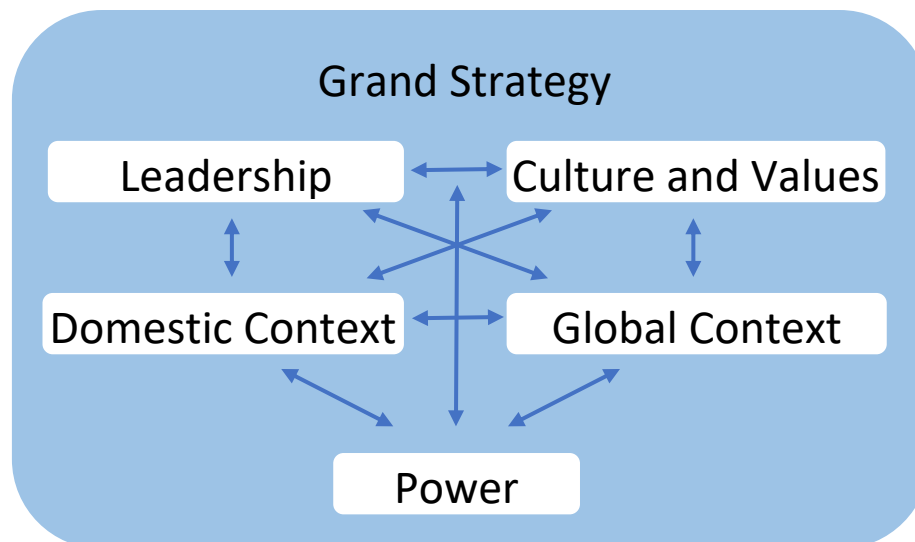 Grand Strategy
Leadership
Culture and Values
Domestic Context
Global Context
Power